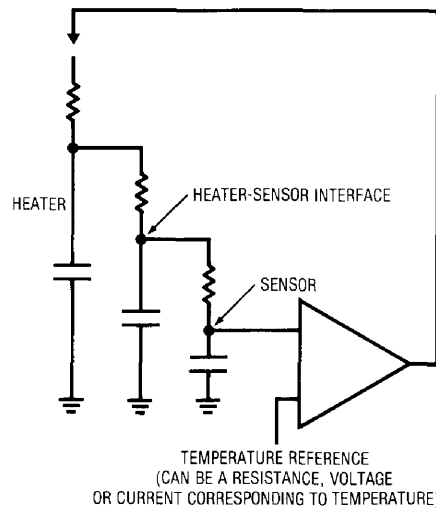 HEATER
HEATER-SENSOR INTERFACE
SENSOR
TEMPERATURE REFERENCE
(CAN BE A RESISTANCE, VOLTAGE
OR CURRENT CORRESPONDING TO TEMPERATURE)